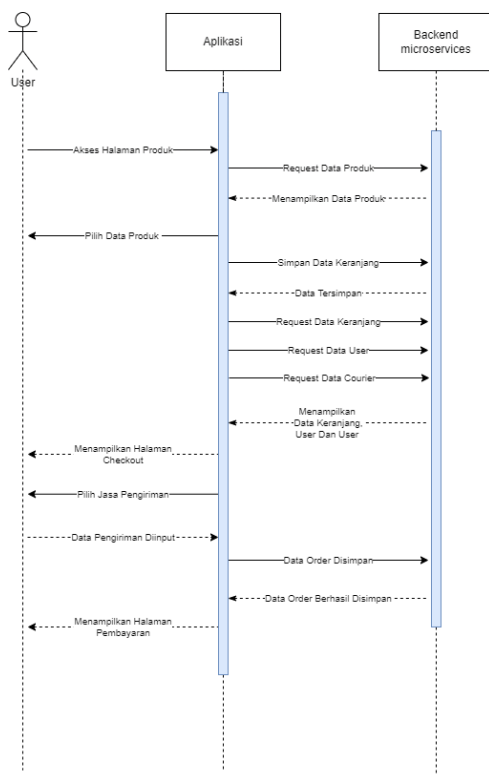 User
Aplikasi
Backend
microservices
Akses Halaman Produk
Request Data Produk
Menampilkan Data Produk
Pilih Data Produk
Simpan Data Keranjang
Data Tersimpan
Request Data Keranjang
Request Data User
Request Data Courier
Menampilkan
Data Keranjang,
User Dan User
Menampilkan Halaman
Checkout
Pilih Jasa Pengiriman
Data Pengiriman Diinput
Data Order Disimpan
Data Order Berhasil Disimpan
Menampilkan Halaman
Pembayaran